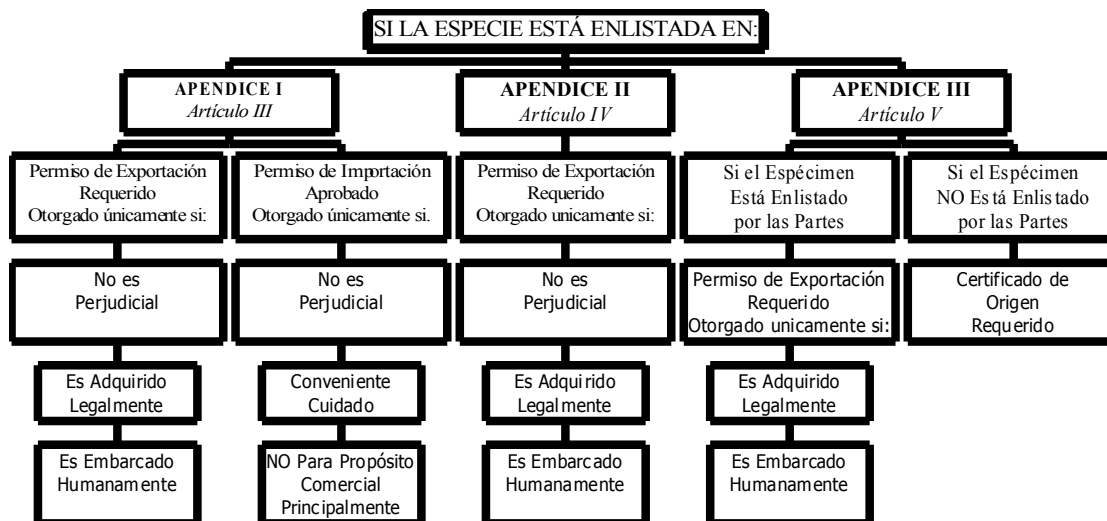 SI LA ESPECIE ESTÁ ENLISTADA EN:
APENDICE I
Artículo III
APENDICE II
Artículo IV
APENDICE III
Artículo V
Permiso de Exportación
Requerido
Otorgado únicamente si:
Permiso de Importación
Aprobado
Otorgado únicamente si.
Permiso de Exportación
Requerido
Otorgado unicamente si:
Si el Espécimen
Está Enlistado
por las Partes
Si el Espécimen
NO Está Enlistado
por las Partes
No es
Perjudicial
No es
Perjudicial
No es
Perjudicial
Permiso de Exportación
Requerido
Otorgado unicamente si:
Certificado de
Origen
Requerido
Es Adquirido
Legalmente
Conveniente
Cuidado
Es Adquirido
Legalmente
Es Adquirido
Legalmente
Es Embarcado
Humanamente
NO Para Propósito
Comercial
Principalmente
Es Embarcado
Humanamente
Es Embarcado
Humanamente